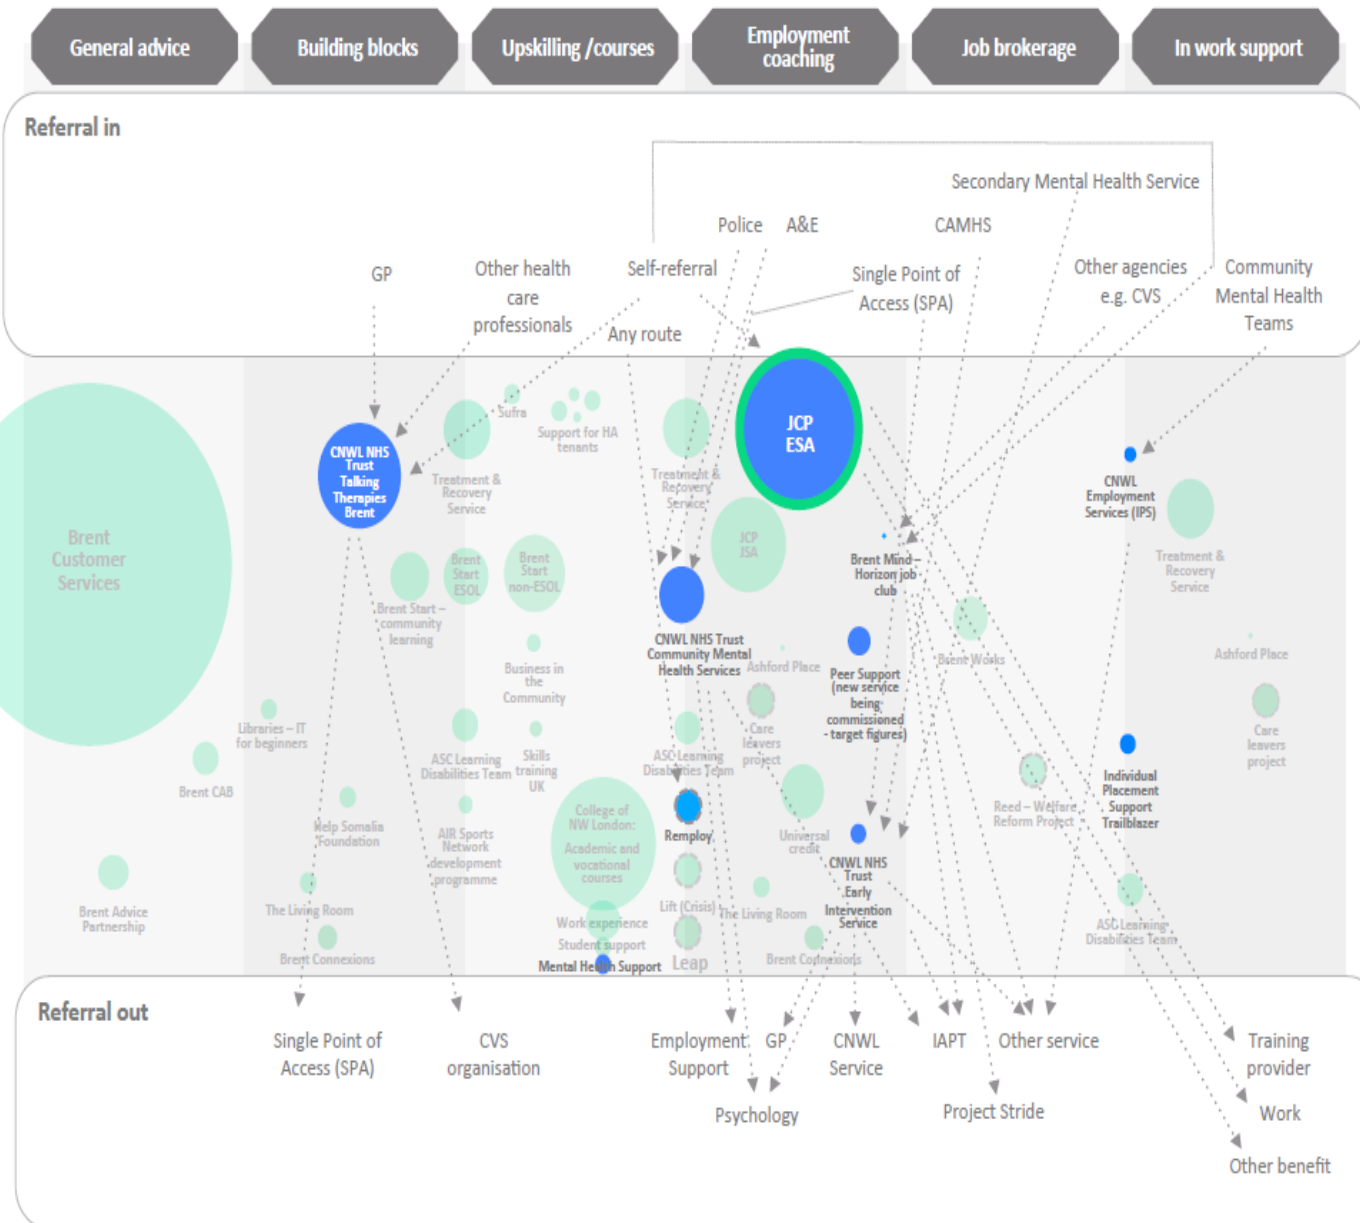 General advice
Building blocks
Upskilling /courses
Employment
coaching
Job brokerage
In work support
Referral in
Secondary Mental Health Service
Police
A&E
CAMHS
GP
Other health
care
professionals
Self-referral
Any route
Single Point of
Access (SPA)
Other agencies
e.g. CVS
Community
Mental Health
Teams
Brent
Customer
Services
CNWL NHS
Trust
Talking
Therapies
Brent
Sufra
Support for HA
tenants
Treatment &
Recovery
Service
Treatment &
Recovery
Service
JCP
ESA
JCP
JSA
CNWL
Employment
Services (IPS)
Treatment &
Recovery
Service
Brent Start –
community
learning
Brent
Start
ESOL
Brent
Start
non-ESOL
Brent Mind –
Horizon job
club
CNWL NHS Trust
Community Mental
Health Services
Ashford Place
Peer Support
(new service
being
commissioned
- target figures)
Brent Works
Ashford Place
Business in
the
Community
Libraries – IT
for beginners
Brent CAB
ASC Learning
Disabilities Team
Skills
training
UK
ASC Learning
Disabilities Team
Care
leavers
project
Care
leavers
project
Individual
Placement
Support
Trailblazer
Help Somalia
Foundation
AIR Sports
Network
development
programme
College of
NW London:
Academic and
vocational
courses
Remploy
Universal
credit
Reed – Welfare
Reform Project
CNWL NHS
Trust
Early
Intervention
Service
Brent Advice
Partnership
The Living Room
Brent Connexions
Work experience
Student support
Mental Health Support
Lift (Crisis)
Leap
The Living Room
Brent Connexions
ASC Learning
Disabilities Team
Referral out
Single Point of
Access (SPA)
CVS
organisation
Employment
Support
GP
CNWL
Service
IAPT
Other service
Training
provider
Psychology
Project Stride
Work
Other benefit